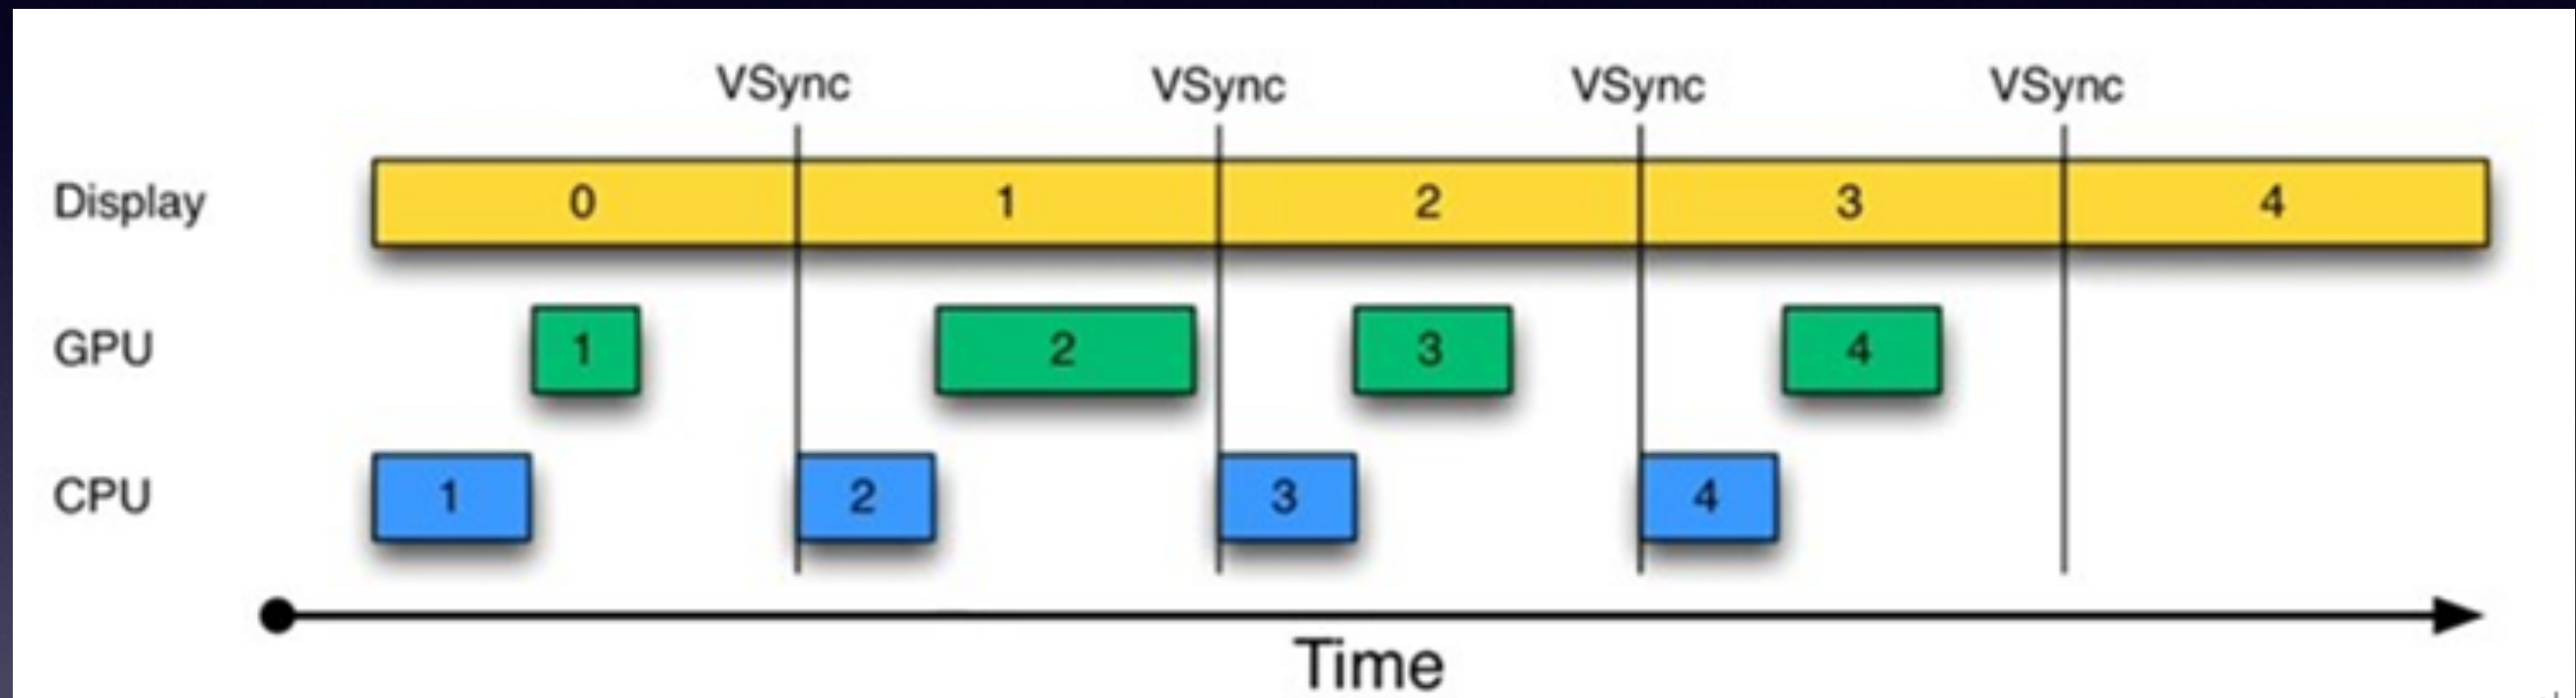 VSync VSync VSync VSync
Display 0 1 2 3 4
GPU 1 2 3 4
CPU 1 2 3 4
Time